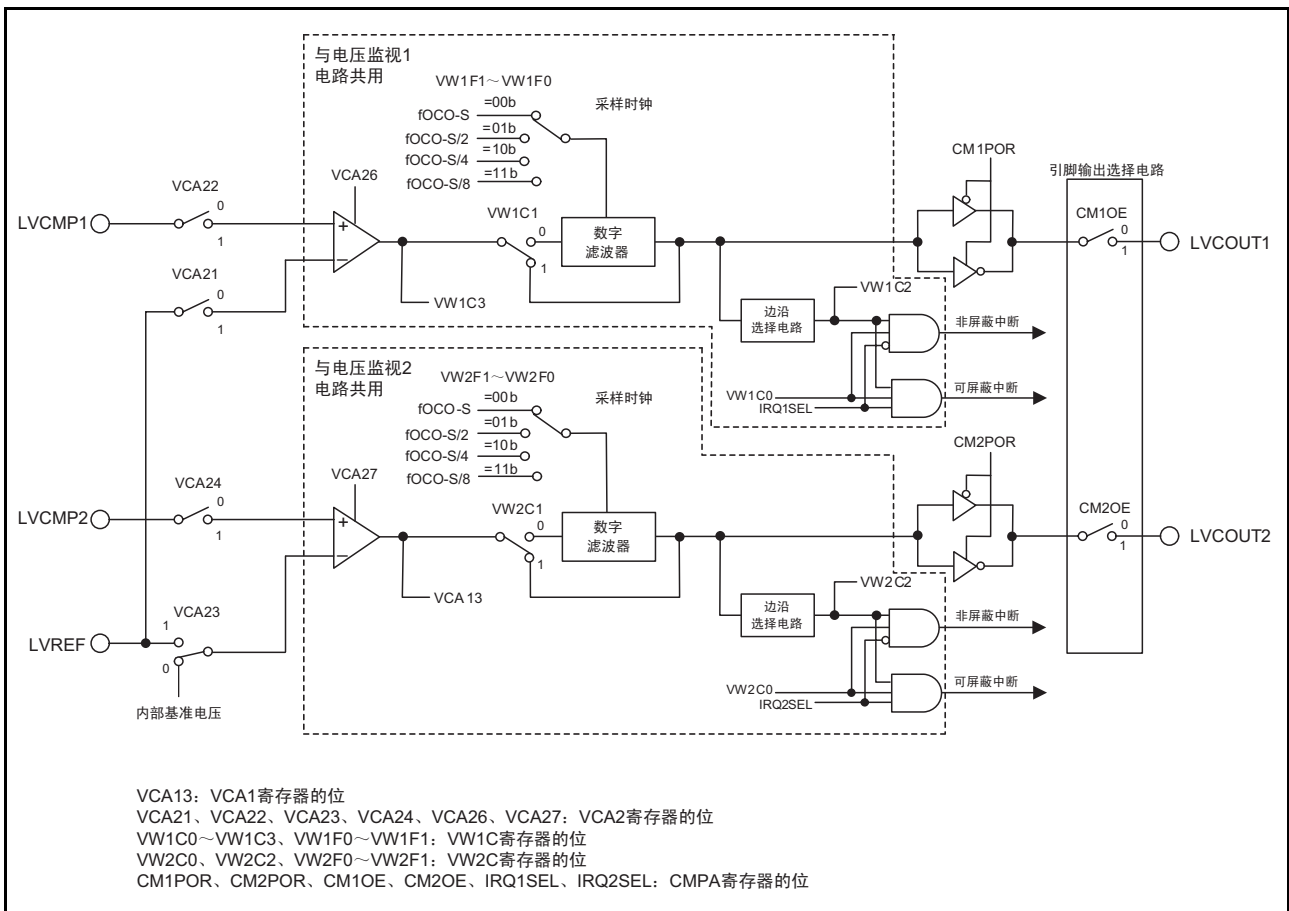 与电压监视1
电路共用
VW1F1～VW1F0
=00b
fOCO-S
=01b
fOCO-S/2
=10b
fOCO-S/4
=11b
fOCO-S/8
采样时钟
CM1POR
引脚输出选择电路
VCA22
0
1
VCA26
LVCMP1
+
−
VW1C1
0
1
数字
滤波器
CM1OE
0
1
LVCOUT1
VCA21
0
1
VW1C3
VW1C2
边沿
选择电路
非屏蔽中断
VW1C0
IRQ1SEL
可屏蔽中断
与电压监视2
电路共用
VW2F1～VW2F0
=00b
fOCO-S
=01b
fOCO-S/2
=10b
fOCO-S/4
=11b
fOCO-S/8
采样时钟
CM2POR
VCA24
0
1
VCA27
LVCMP2
+
−
VW2C1
0
1
数字
滤波器
CM2OE
0
1
LVCOUT2
VCA13
VCA23
1
0
LVREF
内部基准电压
VW2C2
边沿
选择电路
非屏蔽中断
VW2C0
IRQ2SEL
可屏蔽中断
VCA13：VCA1寄存器的位
VCA21、VCA22、VCA23、VCA24、VCA26、VCA27：VCA2寄存器的位
VW1C0～VW1C3、VW1F0～VW1F1：VW1C寄存器的位
VW2C0、VW2C2、VW2F0～VW2F1：VW2C寄存器的位
CM1POR、CM2POR、CM1OE、CM2OE、IRQ1SEL、IRQ2SEL：CMPA寄存器的位